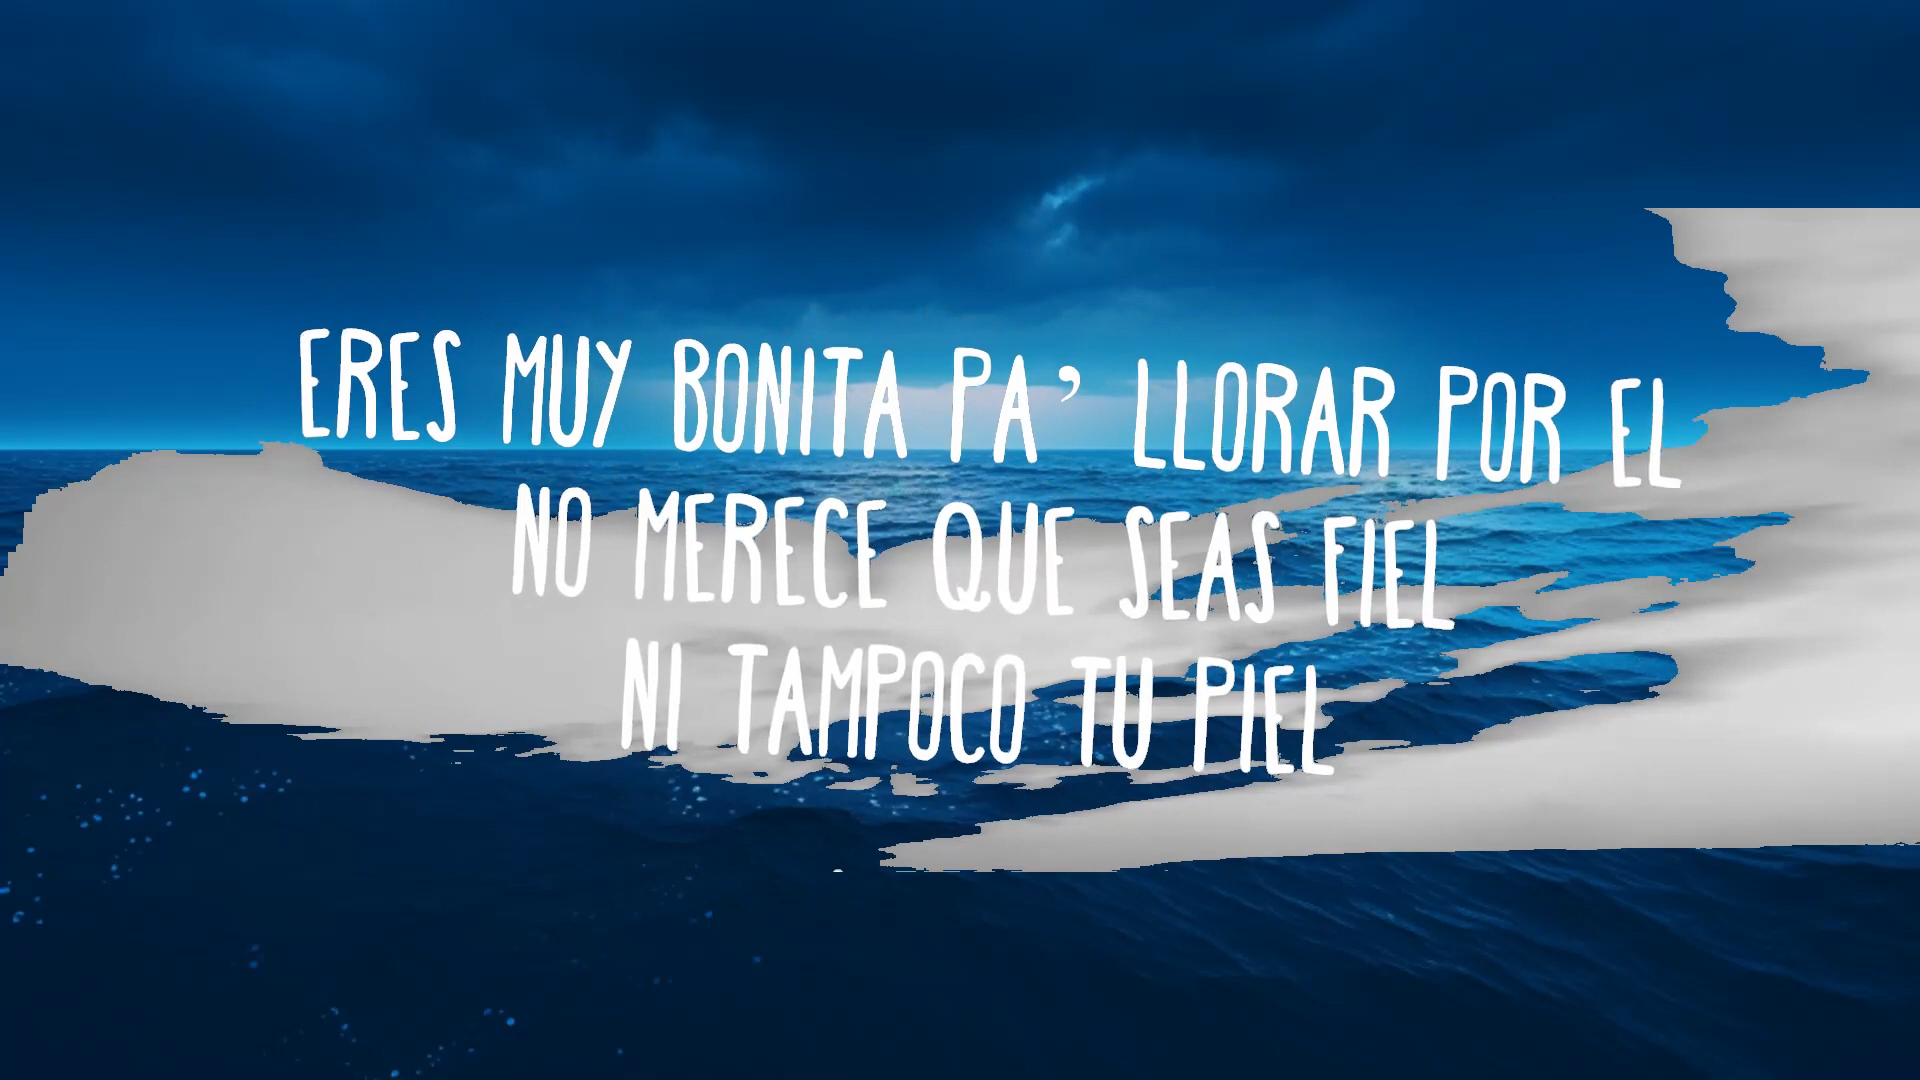 ERES MUY BONITA PA' LLORAR POR EL
NO MERECE QUE SEAS FIEL
NI TAMPOCO TU PIEL